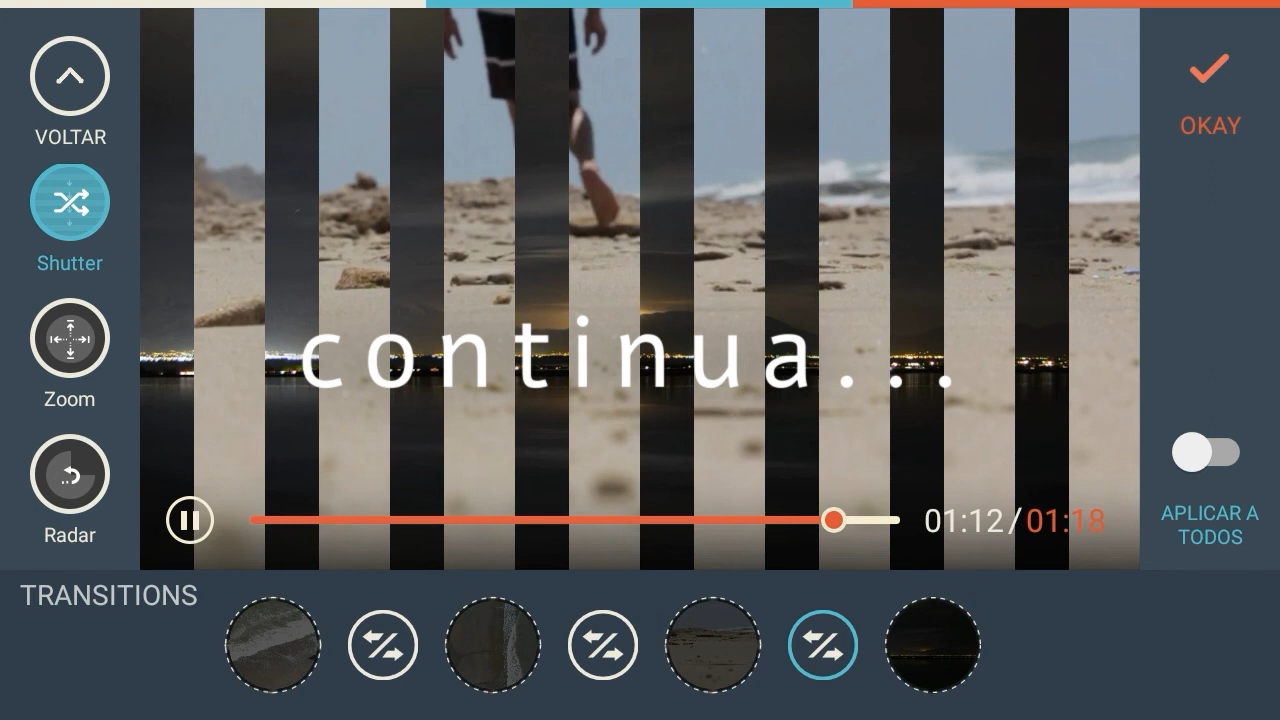 VOLTAR
Shutter
Zoom
Radar
continua...
01:12/01:18
OKAY
APLICAR A
TODOS
TRANSITIONS